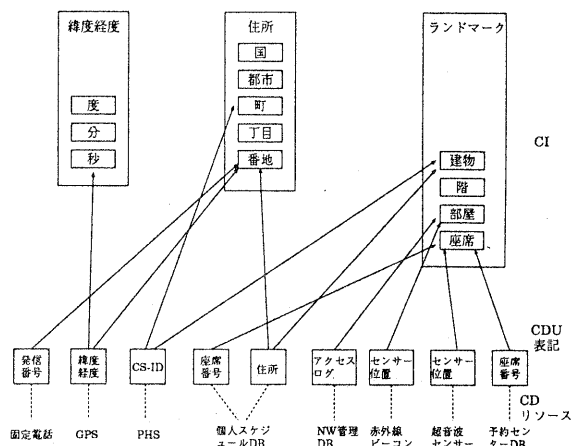 緯度経度
住所
ランドマーク
国
都市
度
町
分
丁目
秒
番地
建物
階
部屋
座席
CI
CDU
表記
発信
番号
緯度
経度
CS-ID
座席
番号
住所
アクセス
ログ
センサー
位置
センサー
位置
座席
番号
CD
リソース
固定電話
GPS
PHS
個人スケジ
ュールDB
NW管理
DB
赤外線
ビーコン
超音波
センサー
予約セン
ターDB